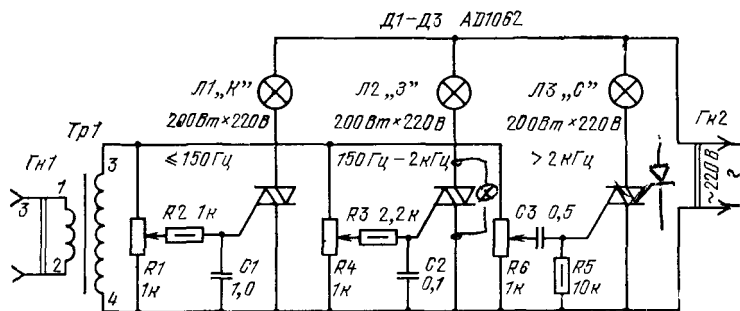 Д1-Д3 AD1062
Л1 „К"
Л2 „З"
Л3 „С"
200Вт×220В
200Вт×220В
200Вт×220В
Гн2
Тр1
≤150Гц
150Гц-2кГц
>2кГц
Гн1
3
1
2
3
4
R2 1к
R3 2,2к
C3 0,5
~220В
~
R1
1к
C1
1,0
R4
1к
C2
0,1
R6
1к
R5
10к